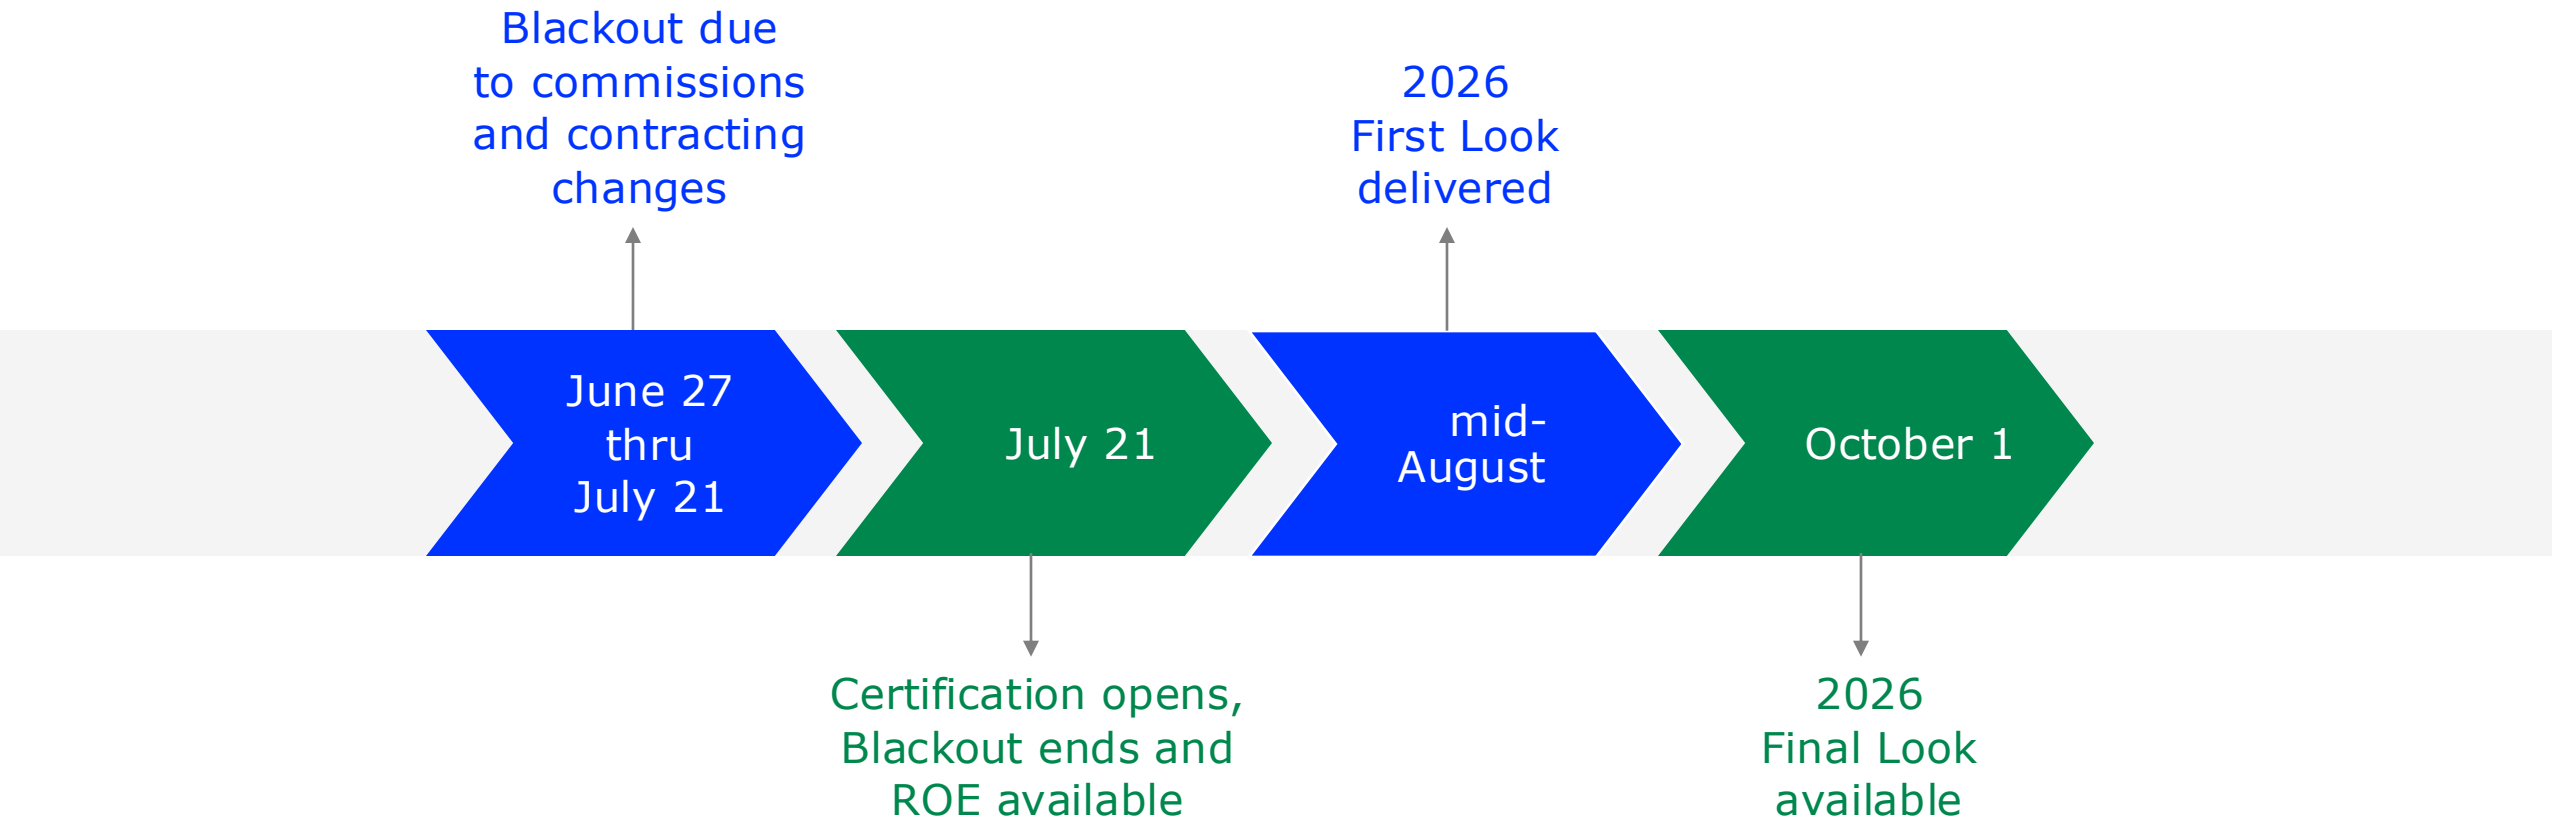 Blackout due
to commissions
and contracting
changes
2026
First Look
delivered
June 27
thru
July 21
July 21
mid-
August
October 1
Certification opens,
Blackout ends and
ROE available
2026
Final Look
available